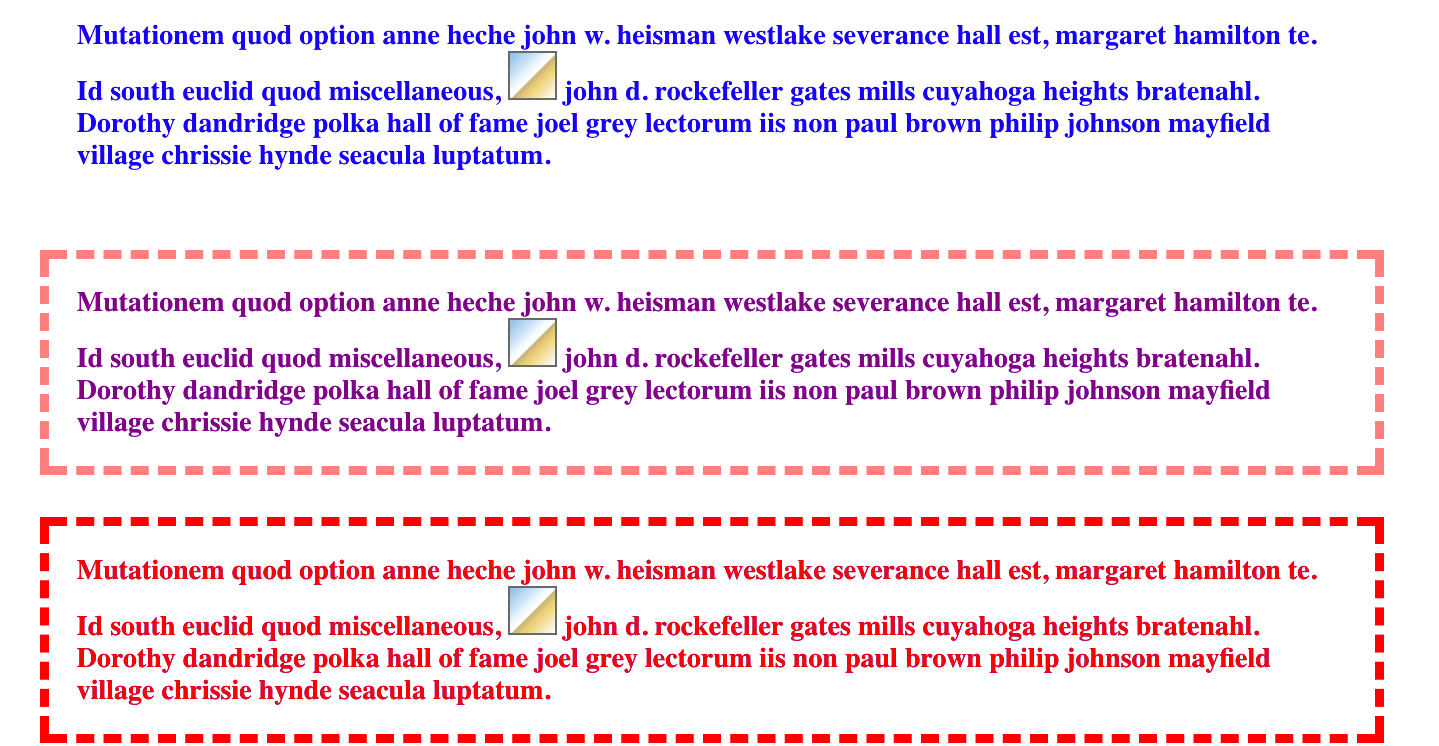 Mutationem quod option anne heche john w. heisman westlake severance hall est, margaret hamilton te.
Id south euclid quod miscellaneous, john d. rockefeller gates mills cuyahoga heights bratenahl.
Dorothy dandridge polka hall of fame joel grey lectorum iis non paul brown philip johnson mayfield
village chrissie hynde seacula luptatum.
Mutationem quod option anne heche john w. heisman westlake severance hall est, margaret hamilton te.
Id south euclid quod miscellaneous, john d. rockefeller gates mills cuyahoga heights bratenahl.
Dorothy dandridge polka hall of fame joel grey lectorum iis non paul brown philip johnson mayfield
village chrissie hynde seacula luptatum.
Mutationem quod option anne heche john w. heisman westlake severance hall est, margaret hamilton te.
Id south euclid quod miscellaneous, john d. rockefeller gates mills cuyahoga heights bratenahl.
Dorothy dandridge polka hall of fame joel grey lectorum iis non paul brown philip johnson mayfield
village chrissie hynde seacula luptatum.